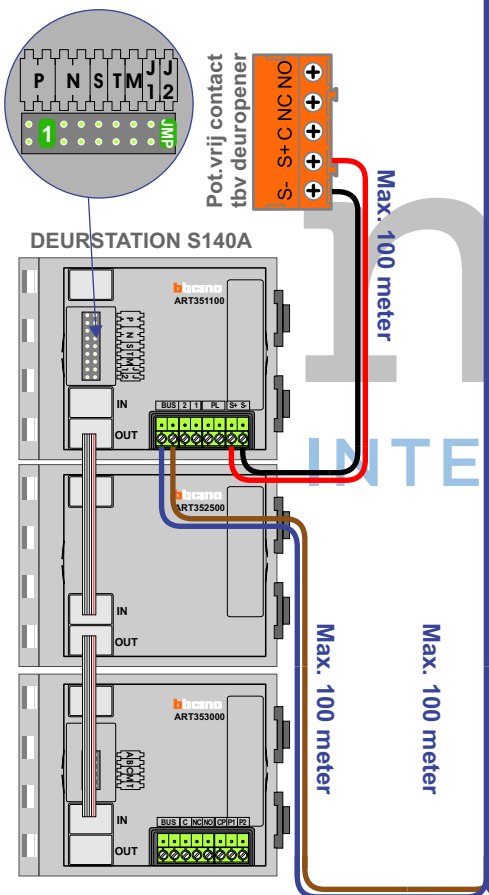 P N S T M J1 J2
1 JMP
Pot.vrij contact
tbv deuropener
S- S+ C NC NO
Max. 100 meter
n
INTE
DEURSTATION S140A
bticino
ART351100
P N S T M J1 J2
IN
OUT
BUS 2 1 PL S+ S-
bticino
ART352500
IN
OUT
Max. 100 meter
Max. 100 meter
bticino
ART353000
A B C M T
IN
OUT
BUS C NC NO CP P1 P2